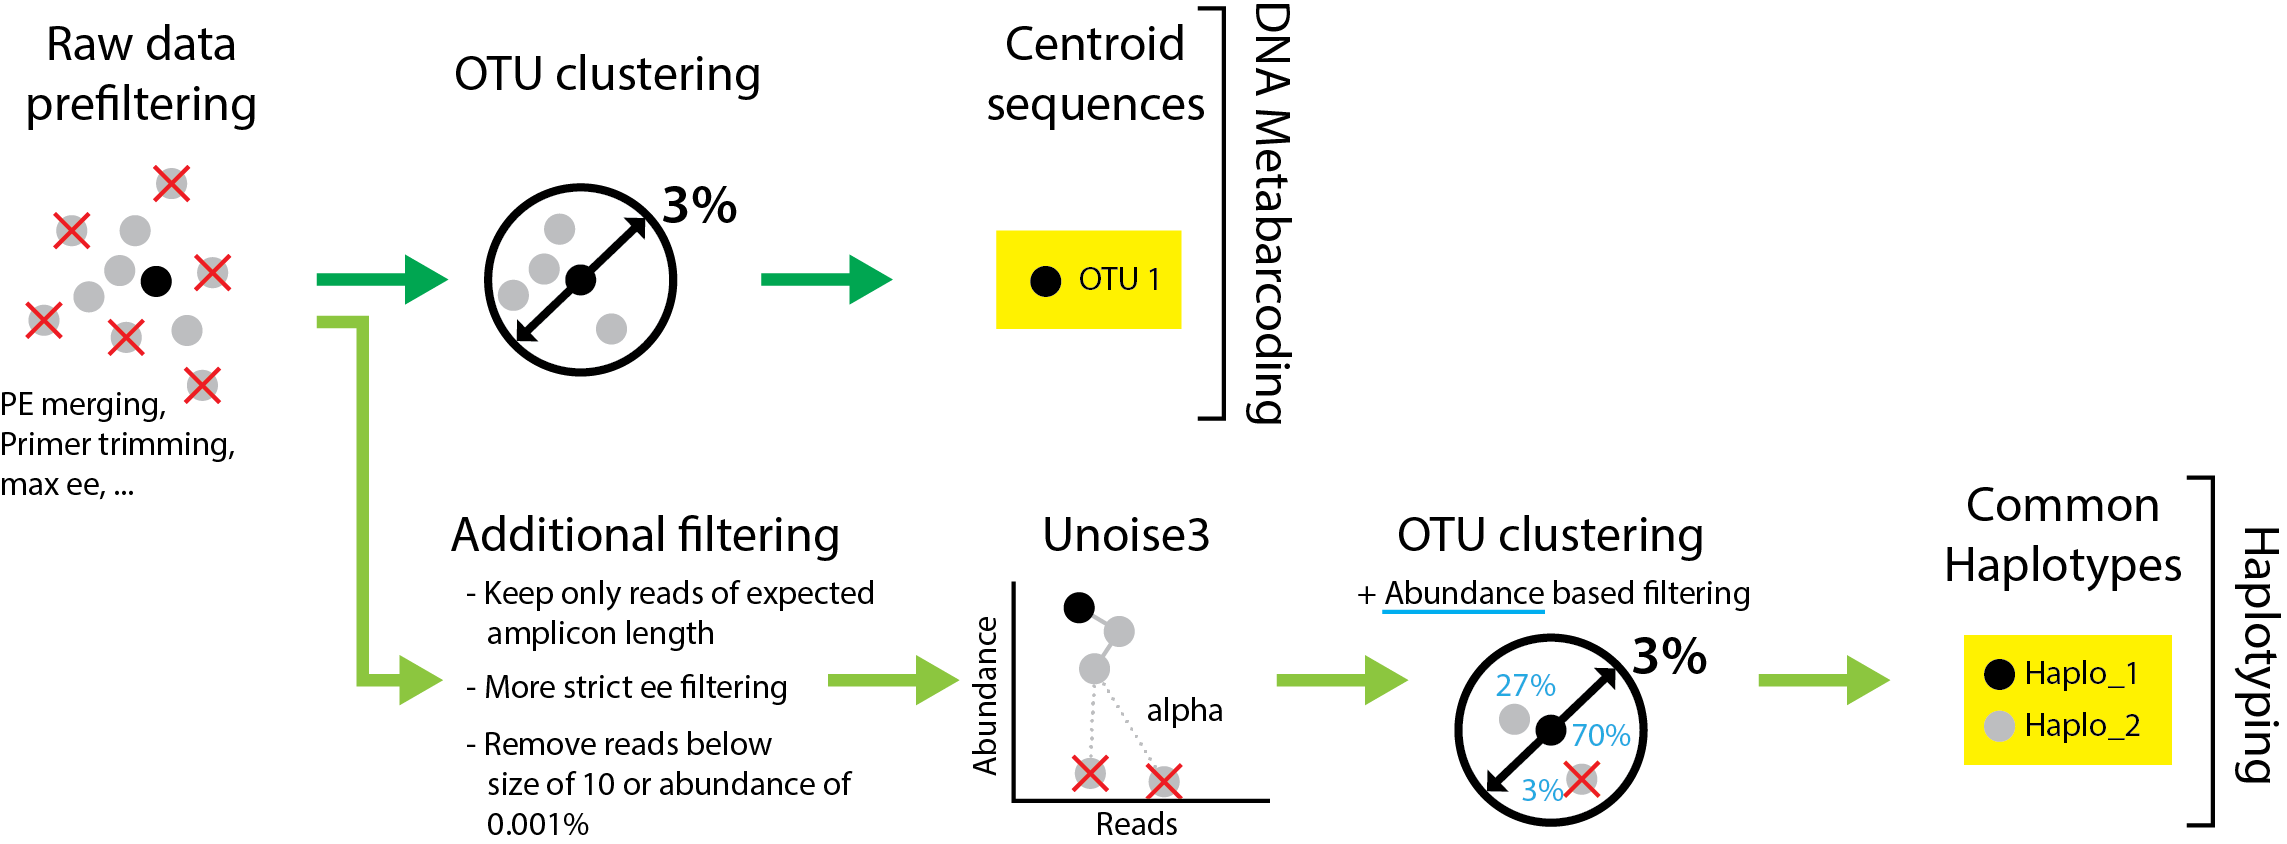 Raw data
prefiltering
PE merging,
Primer trimming,
max ee, ...
OTU clustering
3%
Centroid
sequences
OTU 1
DNA Metabarcoding
Additional filtering
- Keep only reads of expected
amplicon length
- More strict ee filtering
- Remove reads below
size of 10 or abundance of
0.001%
Unoise3
Abundance
alpha
Reads
OTU clustering
+ Abundance based filtering
3%
27%
70%
3%
Common
Haplotypes
Haplo_1
Haplo_2
Haplotyping